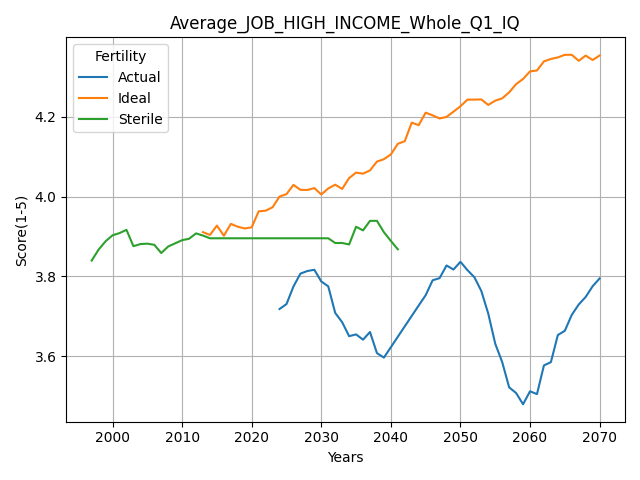 Average_JOB_HIGH_INCOME_Whole_Q1_IQ
Fertility
Actual
Ideal
Sterile
Score(1-5)
4.2
4.0
3.8
3.6
2000 2010 2020 2030 2040 2050 2060 2070
Years